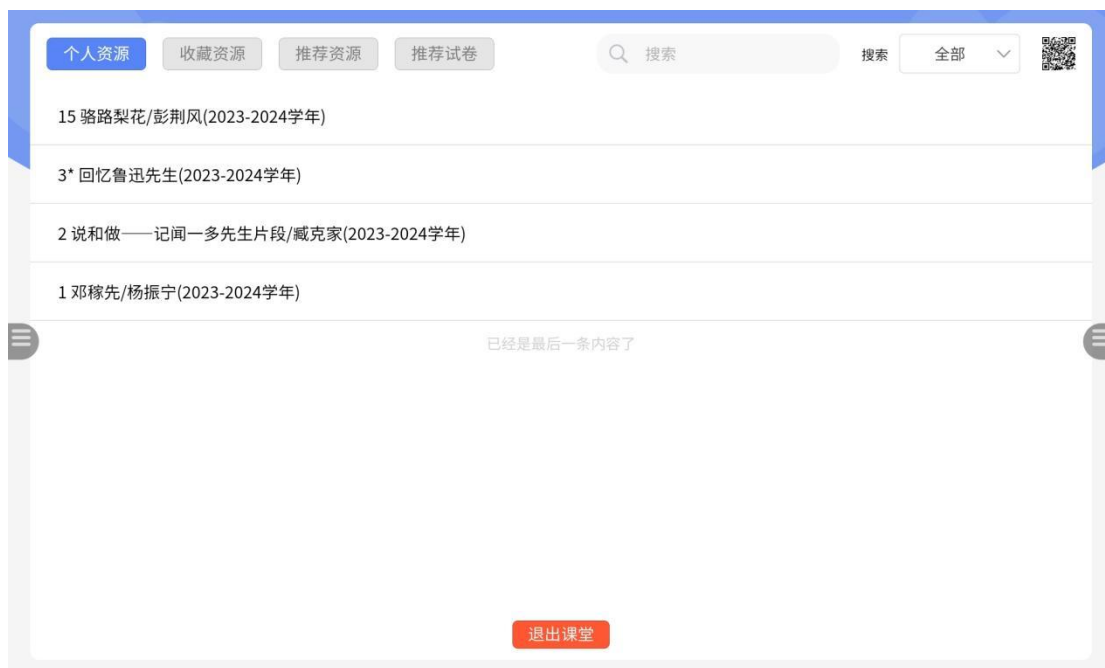 个人资源 收藏资源 推荐资源 推荐试卷 搜索 搜索 全部
15 骆路梨花/彭荆风(2023-2024学年)
3* 回忆鲁迅先生(2023-2024学年)
2 说和做——记闻一多先生片段/臧克家(2023-2024学年)
1 邓稼先/杨振宁(2023-2024学年)
已经是最后一条内容了
退出课堂